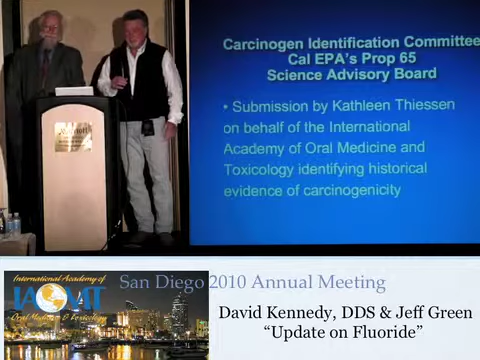 Carcinogen Identification Committee
Cal EPA's Prop 65
Science Advisory Board
• Submission by Kathleen Thiessen
on behalf of the International
Academy of Oral Medicine and
Toxicology identifying historical
evidence of carcinogenicity
Marriott
International Academy of
IAOMT
Oral Medicine & Toxicology
San Diego 2010 Annual Meeting
David Kennedy, DDS & Jeff Green
“Update on Fluoride”